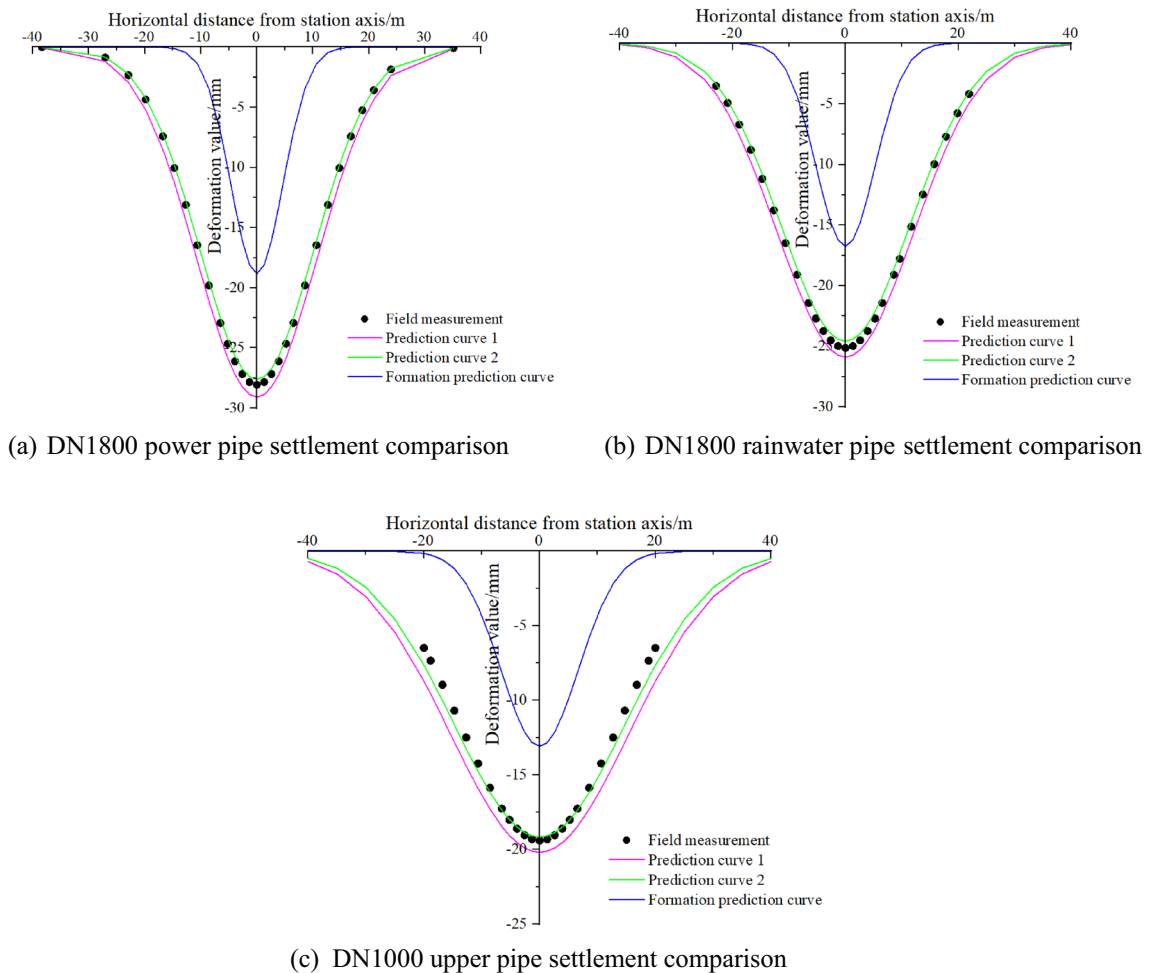 Horizontal distance from station axis/m
-40 -30 -20 -10 0 10 20 30 40
Deformation value/mm
-5
-10
-15
-20
-25
-30
Field measurement
Prediction curve 1
Prediction curve 2
Formation prediction curve
(a) DN1800 power pipe settlement comparison
Horizontal distance from station axis/m
-40 -20 0 20 40
Deformation value/mm
-5
-10
-15
-20
-25
-30
Field measurement
Prediction curve 1
Prediction curve 2
Formation prediction curve
(b) DN1800 rainwater pipe settlement comparison
Horizontal distance from station axis/m
-40 -20 0 20 40
Deformation value/mm
-5
-10
-15
-20
-25
Field measurement
Prediction curve 1
Prediction curve 2
Formation prediction curve
(c) DN1000 upper pipe settlement comparison